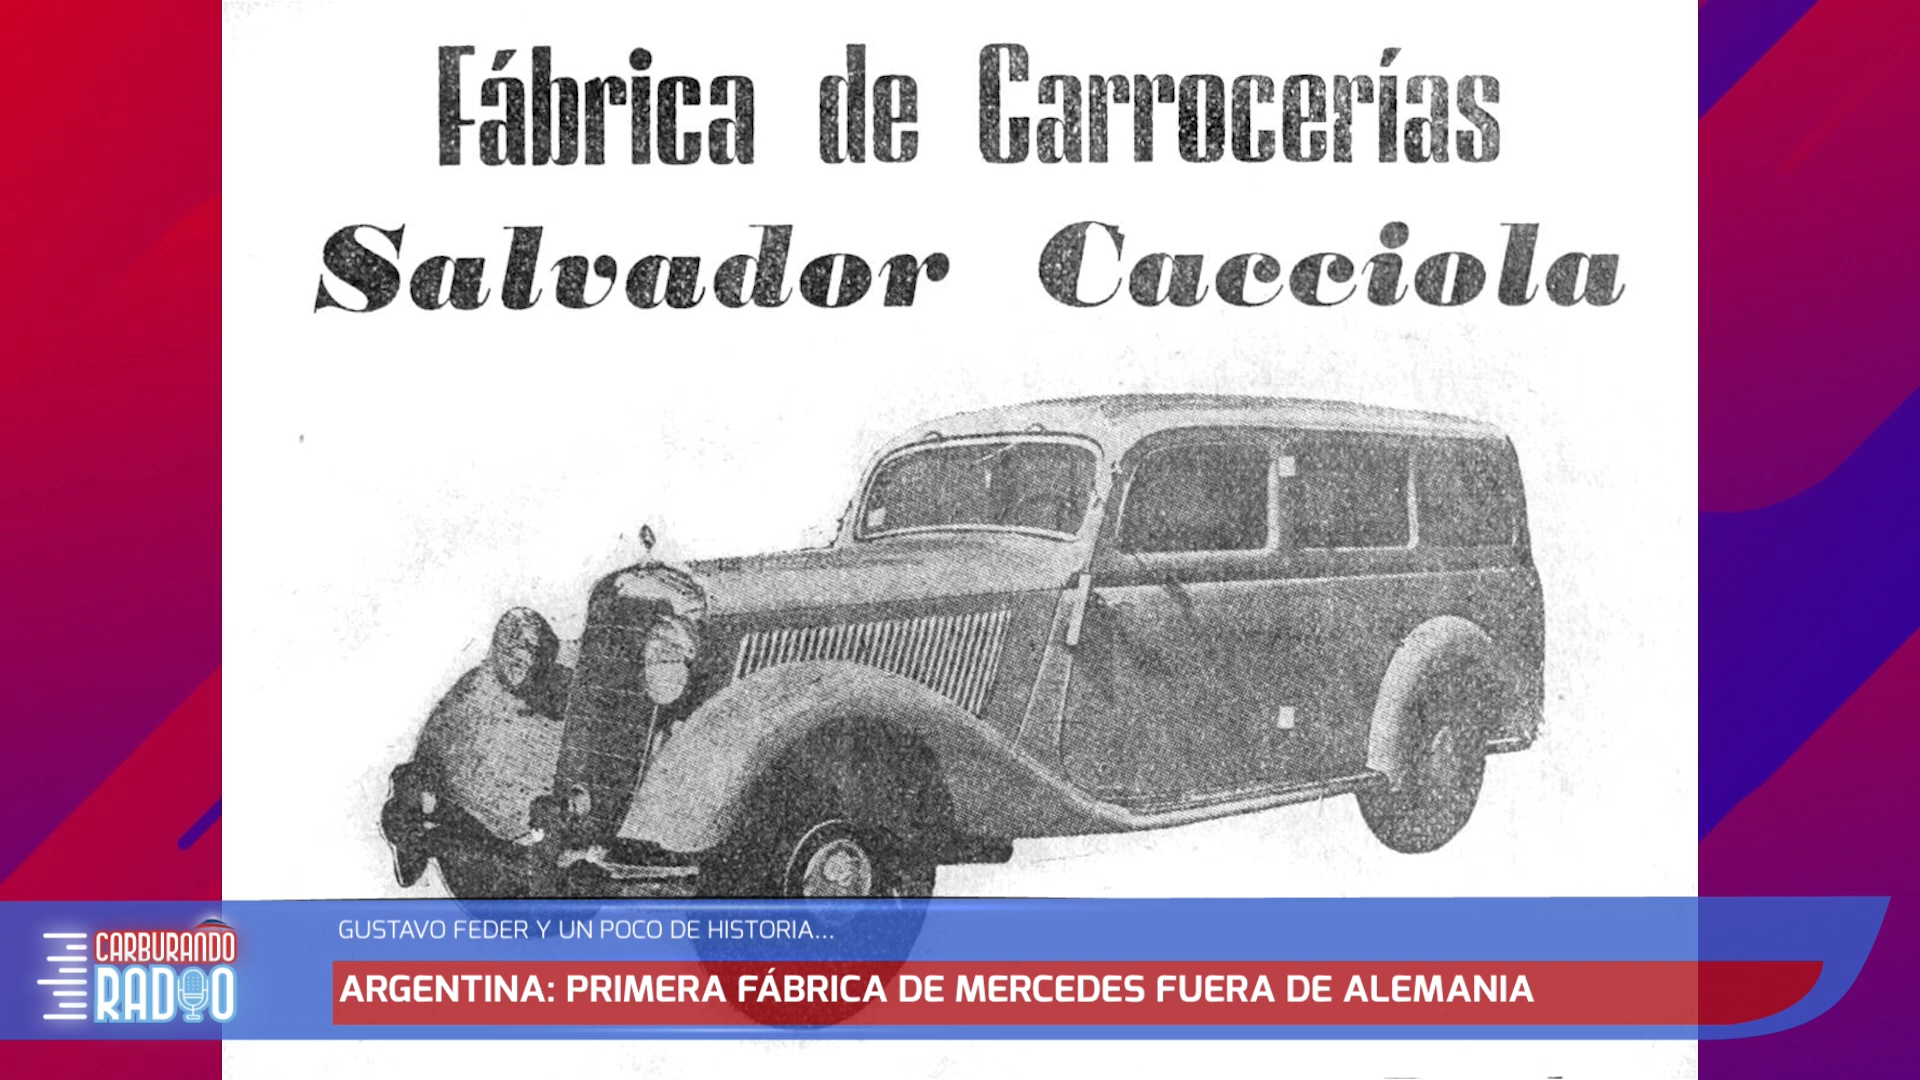 Fábrica de Carrocerías
Salvador Cacciola
GUSTAVO FEDER Y UN POCO DE HISTORIA...
ARGENTINA: PRIMERA FÁBRICA DE MERCEDES FUERA DE ALEMANIA
CARBURANDO
RADIO